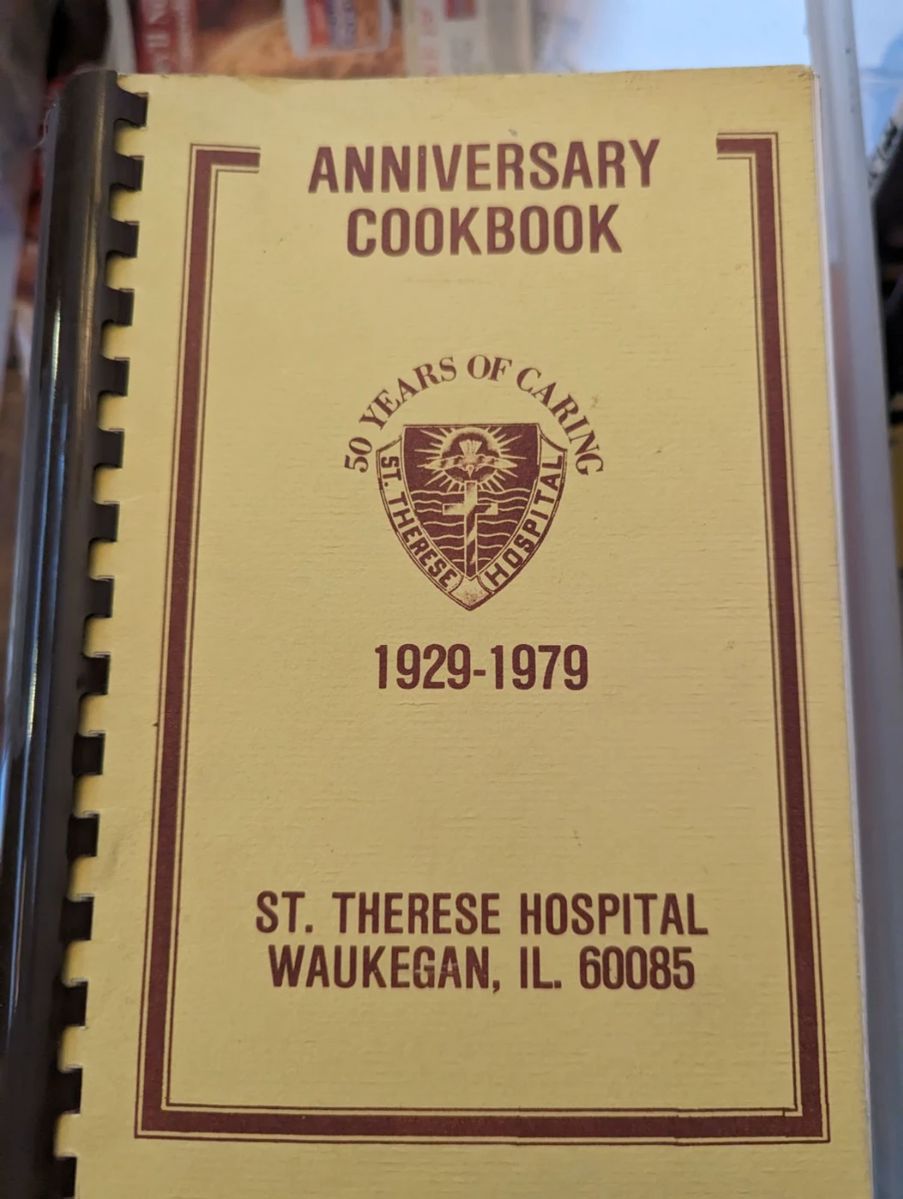 ANNIVERSARY
COOKBOOK
50 YEARS OF CARING
ST. THERESE HOSPITAL
1929-1979
ST. THERESE HOSPITAL
WAUKEGAN, IL. 60085